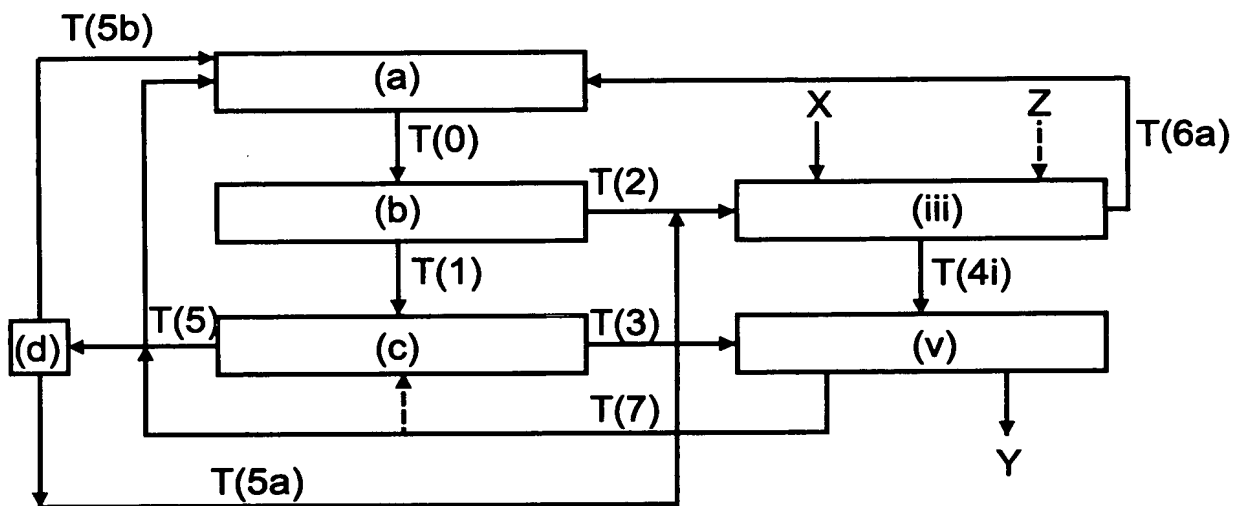 T(5b)
(a)
X
Z
T(6a)
T(0)
T(2)
(b)
(iii)
T(1)
T(4i)
T(5)
T(3)
(d)
(c)
(v)
T(7)
T(5a)
Y